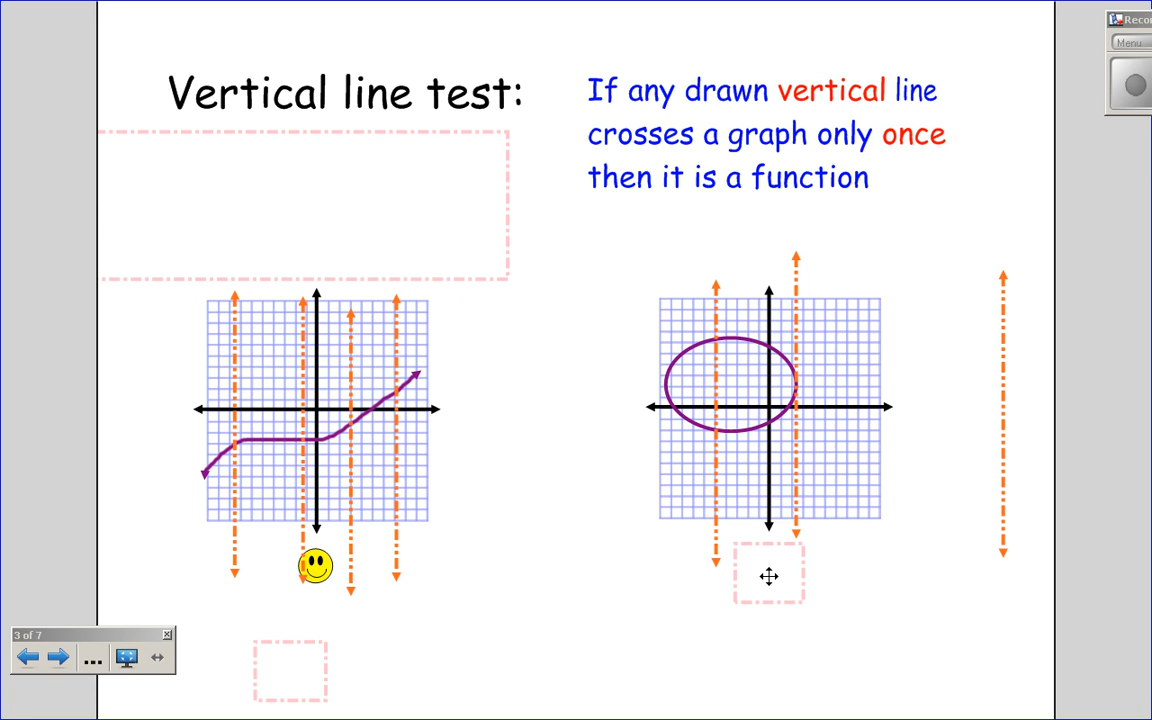 Vertical line test:
If any drawn vertical line
crosses a graph only once
then it is a function
Menu
3 of 7
...